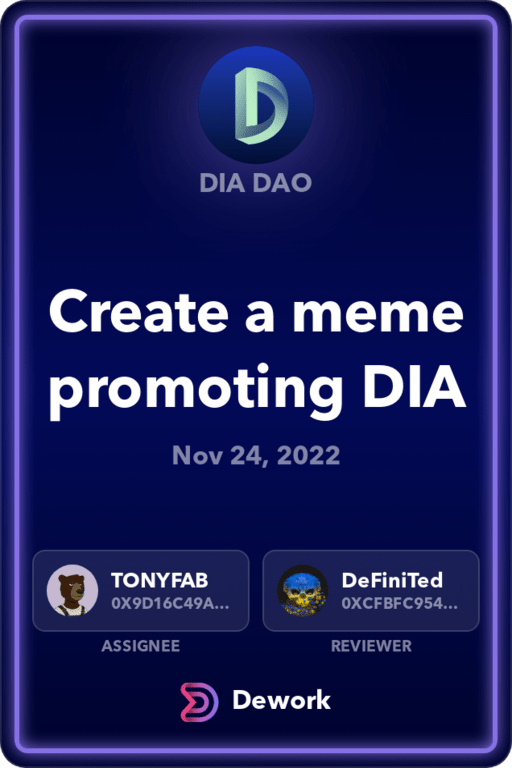 DIA DAO
Create a meme
promoting DIA
Nov 24, 2022
TONYFAB
0X9D16C49A...
DeFiniTed
0XCFBFC954...
ASSIGNEE
REVIEWER
Dework